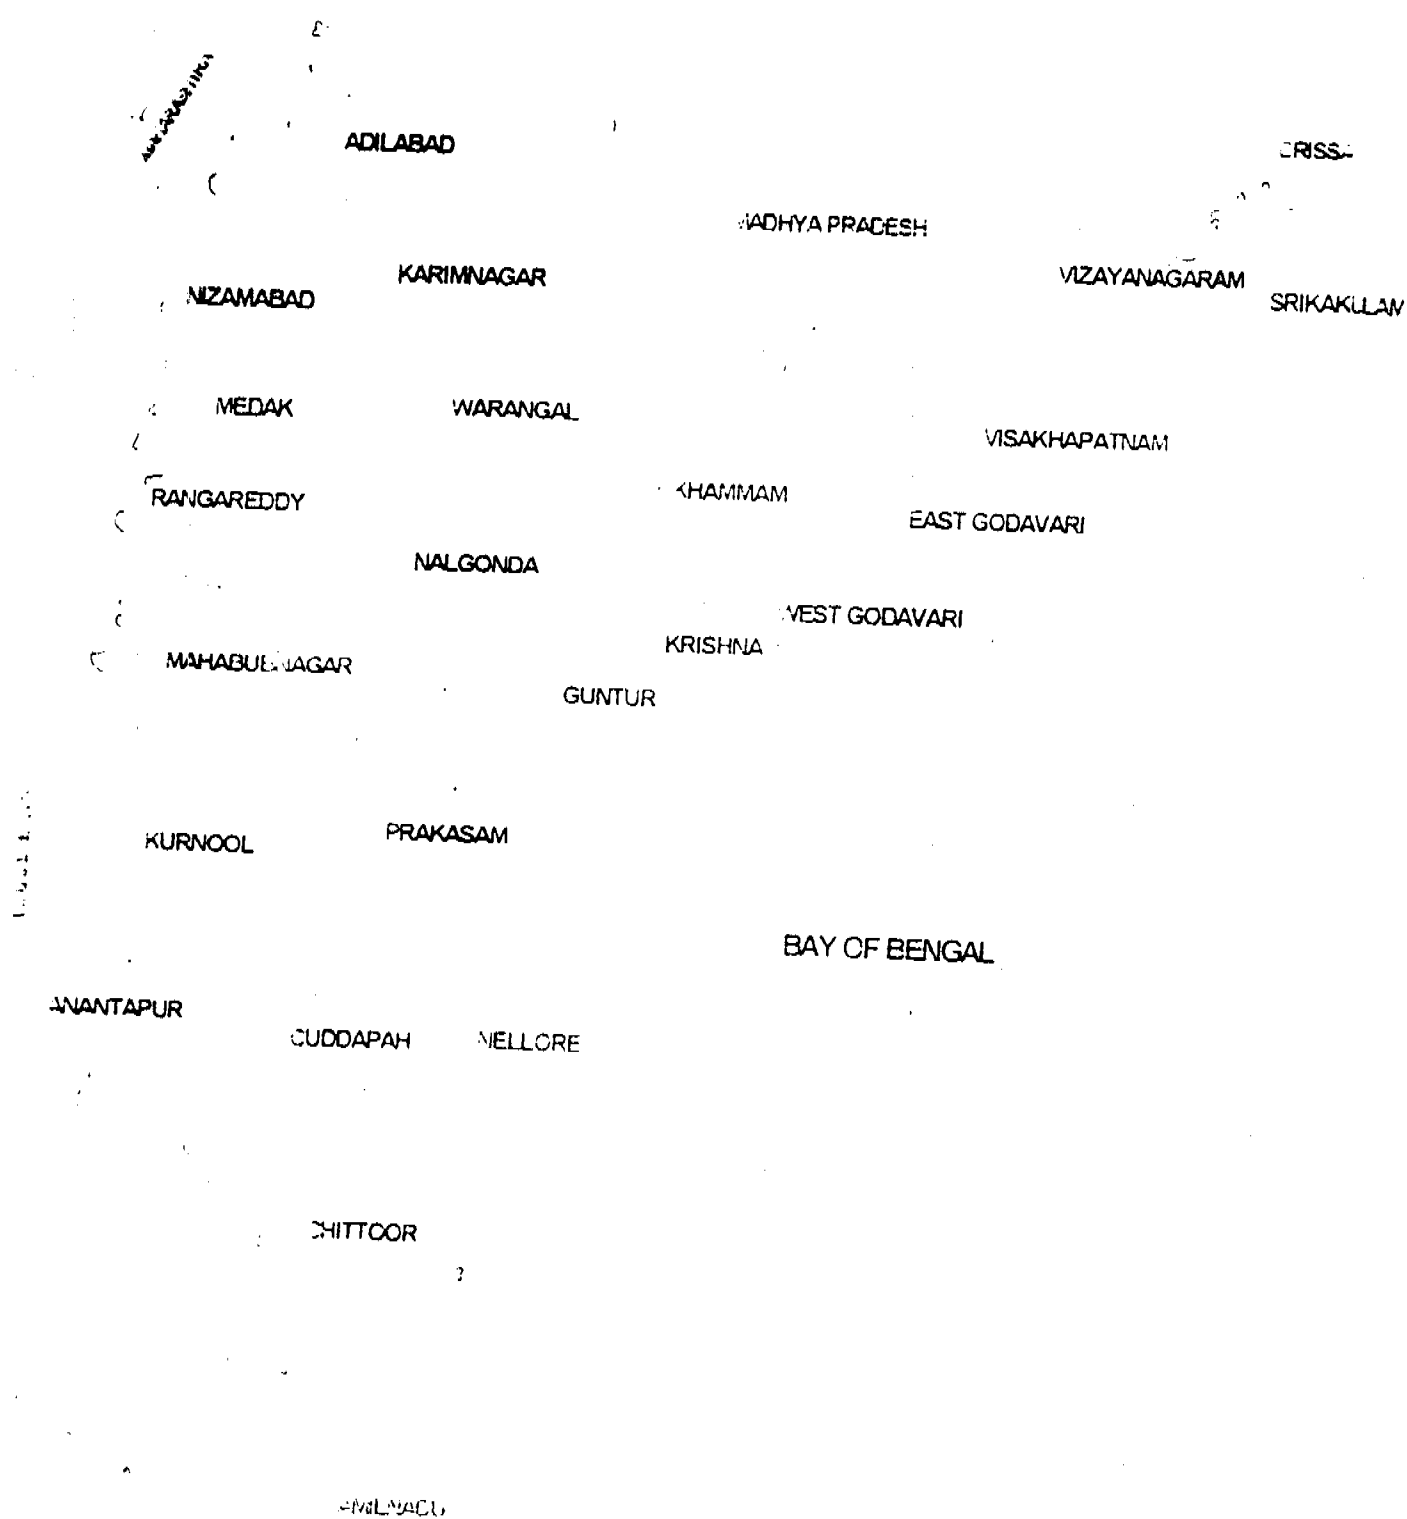 ADILABAD
MADHYA PRADESH
KARIMNAGAR
VIZAYANAGARAM
NIZAMABAD
SRIKAKULAM
MEDAK
WARANGAL
VISAKHAPATNAM
KHAMMAM
RANGAREDDY
EAST GODAVARI
NALGONDA
WEST GODAVARI
KRISHNA
MAHABUBNAGAR
GUNTUR
PRAKASAM
KURNOOL
BAY OF BENGAL
ANANTAPUR
CUDDAPAH
NELLORE
CHITTOOR